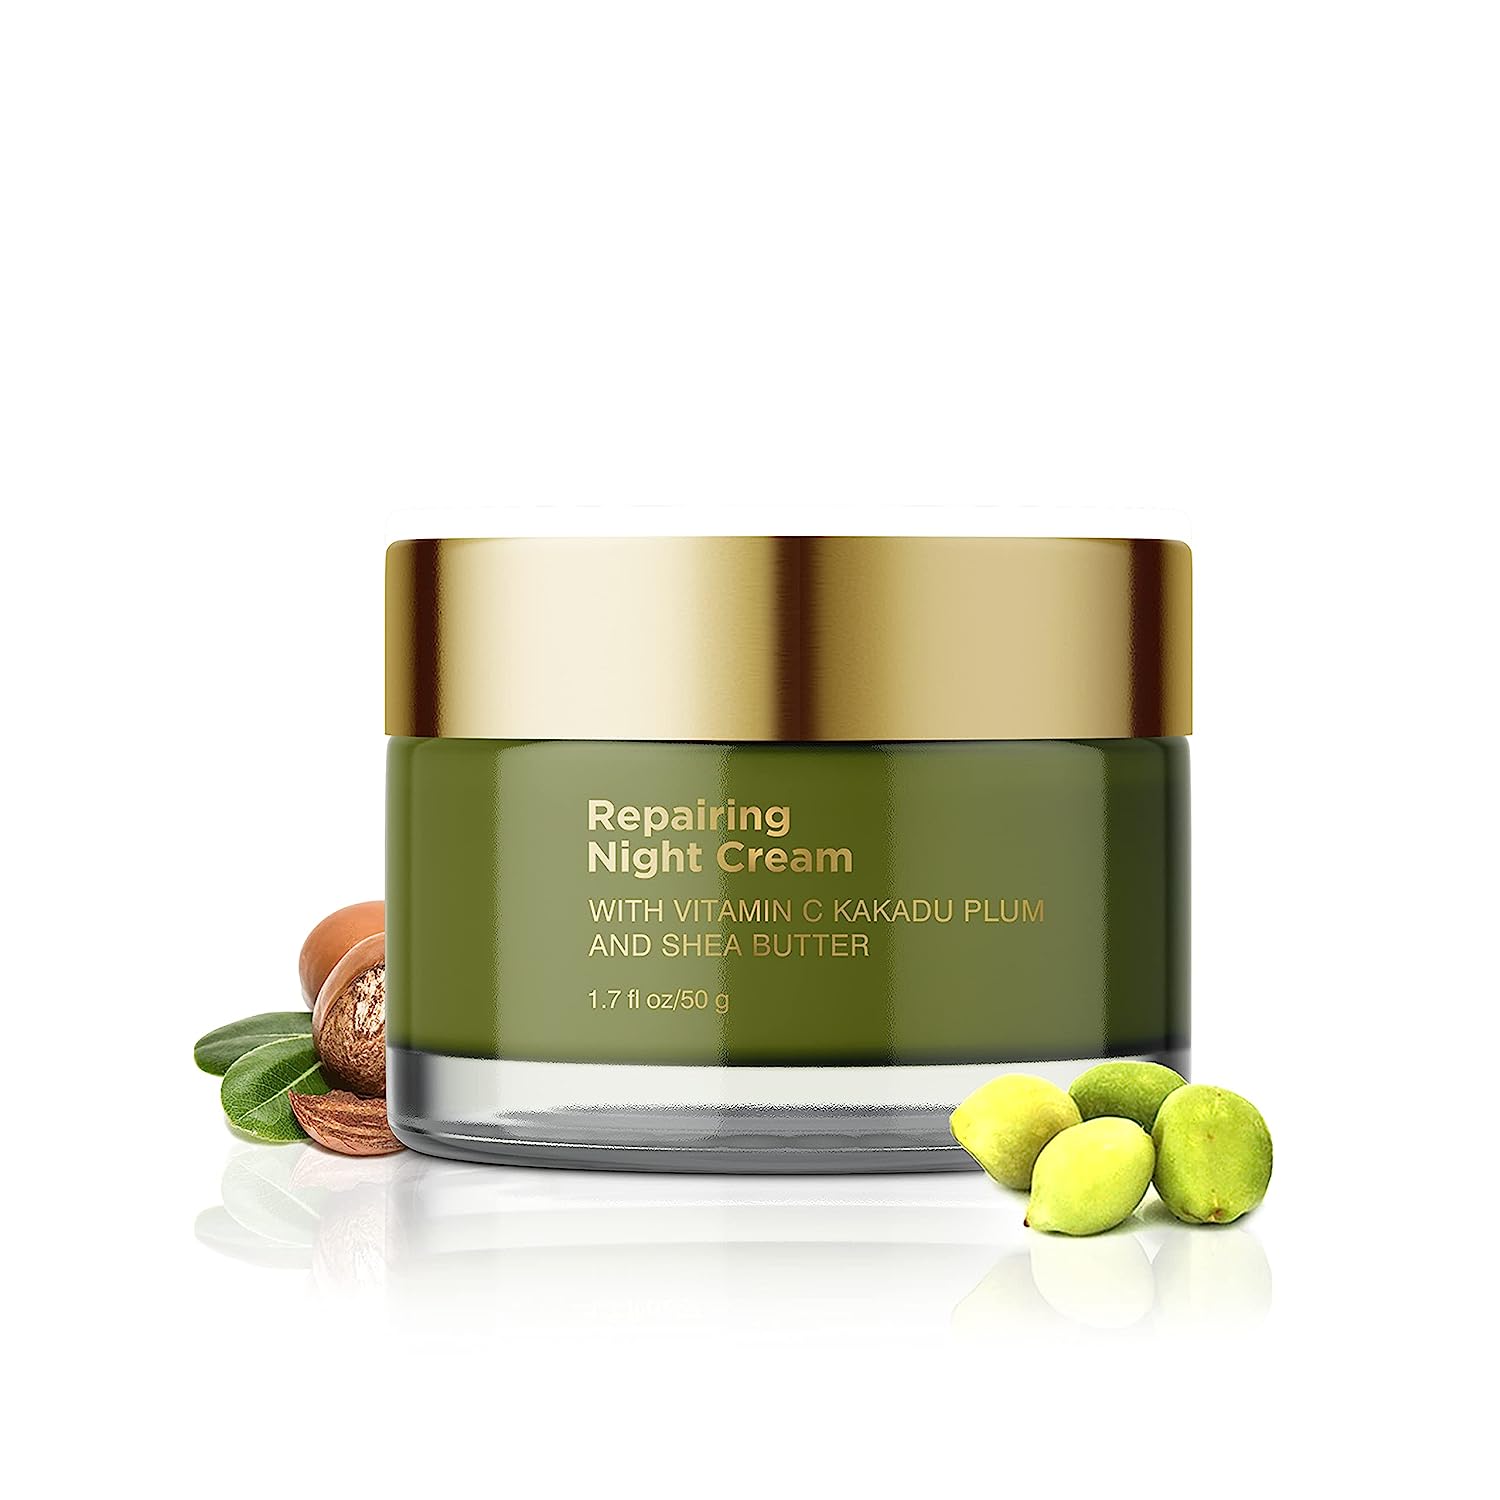 Repairing
Night Cream
WITH VITAMIN C KAKADU PLUM
AND SHEA BUTTER
1.7 fl oz/50 g